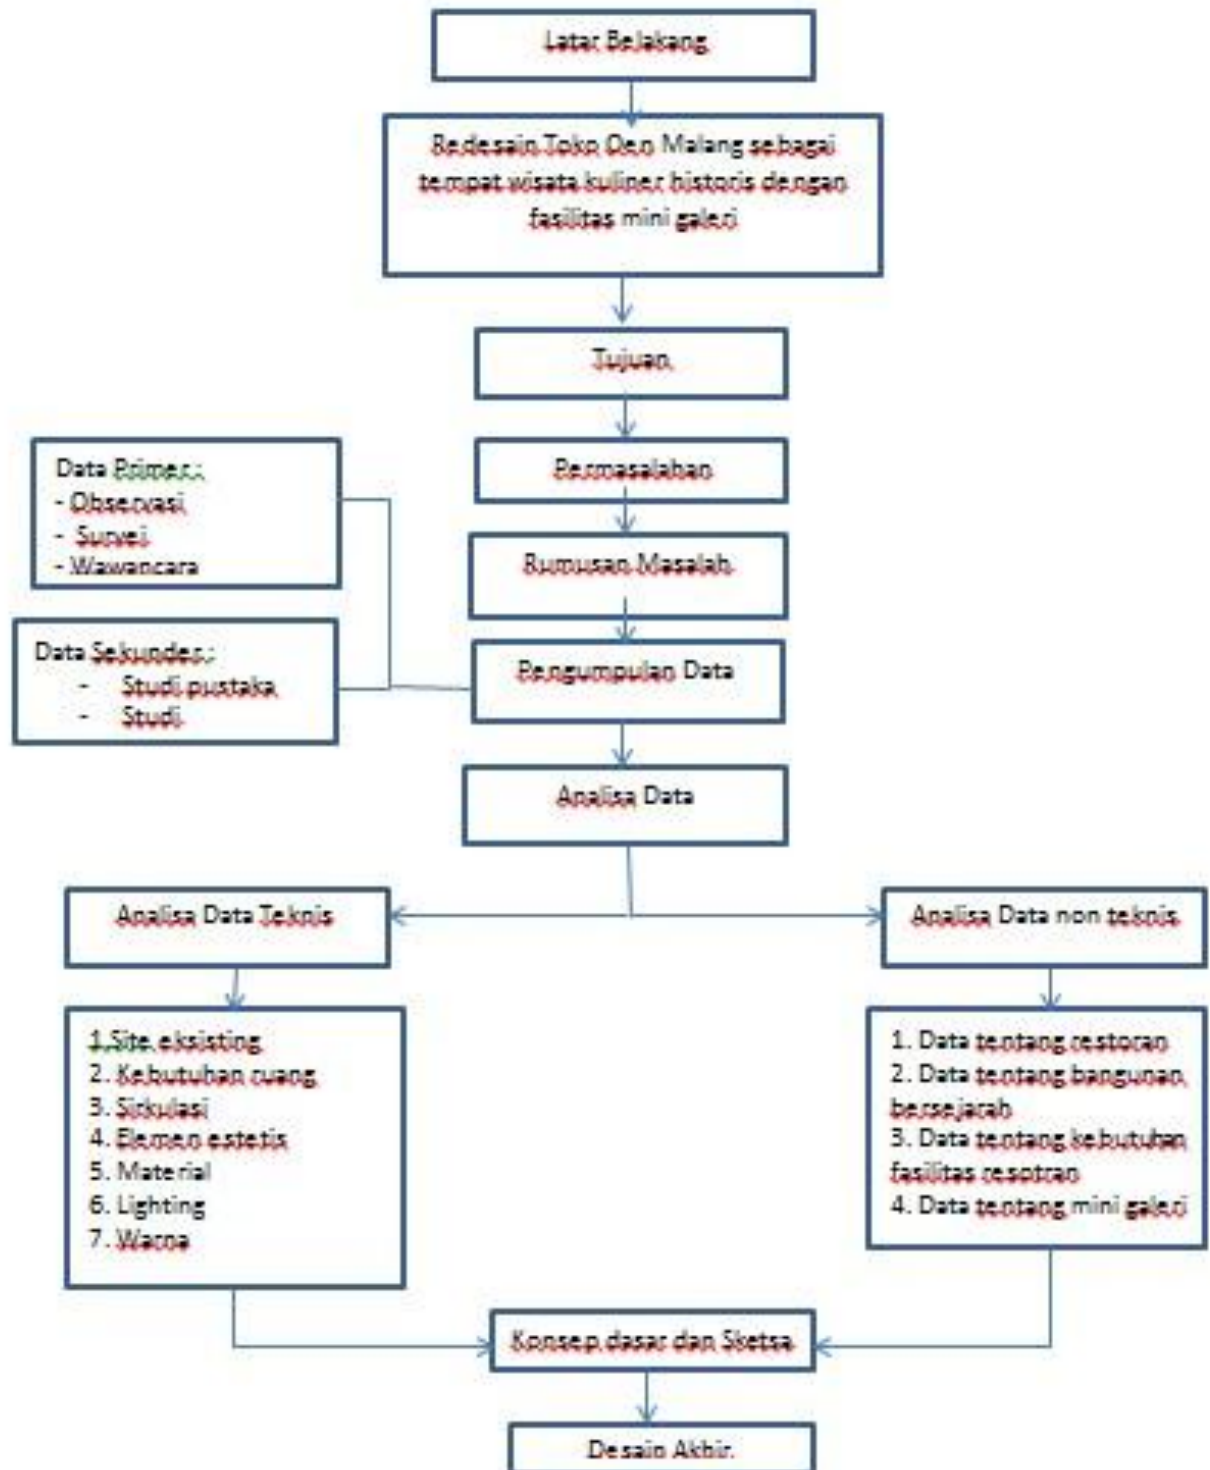 Latar Belakang
Redesain Toko Oen Malang sebagai
tempat wisata kuliner historis dengan
fasilitas mini galeri
Tujuan
Permasalahan
Data Primer :
- Observasi
- Survei
- Wawancara
Rumusan Masalah
Data Sekunder :
- Studi pustaka
- Studi
Pengumpulan Data
Analisa Data
Analisa Data Teknis
Analisa Data non teknis
1.Site eksisting
2. Kebutuhan ruang
3. Sirkulasi
4. Elemen estetis
5. Material
6. Lighting
7. Warna
1. Data tentang restoran
2. Data tentang bangunan
bersejarah
3. Data tentang kebutuhan
fasilitas resotran
4. Data tentang mini galeri
Konsep dasar dan Sketsa
Desain Akhir.